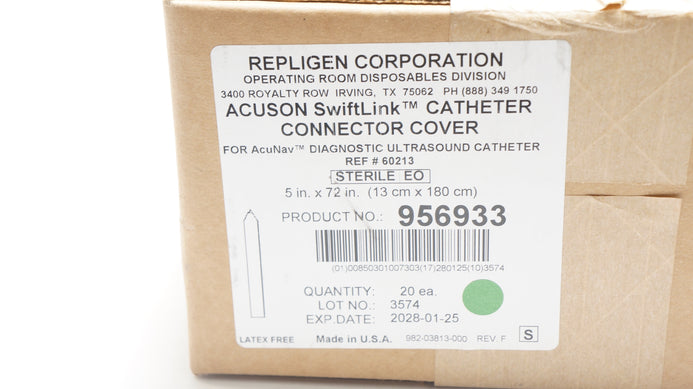 REPLIGEN CORPORATION
OPERATING ROOM DISPOSABLES DIVISION
3400 ROYALTY ROW IRVING, TX 75062 PH (888) 349 1750
ACUSON SwiftLink™ CATHETER
CONNECTOR COVER
FOR AcuNav™ DIAGNOSTIC ULTRASOUND CATHETER
REF # 60213
STERILE EO
5 in. x 72 in. (13 cm x 180 cm)
PRODUCT NO.: 956933
(01)00850301007303(17)280125(10)3574
QUANTITY: 20 ea.
LOT NO.: 3574
EXP.DATE: 2028-01-25
LATEX FREE Made in U.S.A. 982-03813-000 REV. F S